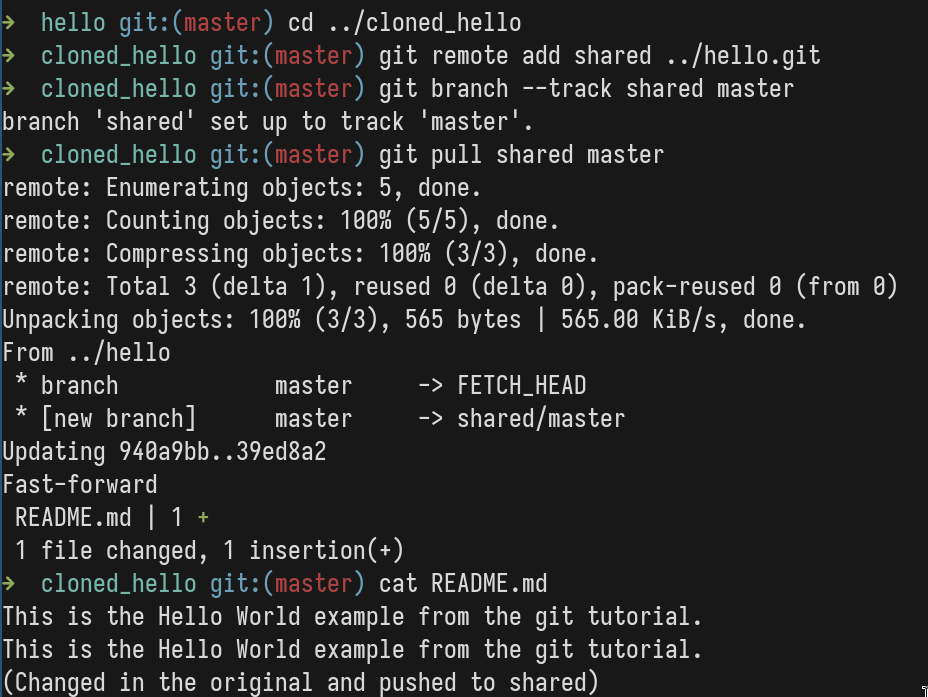 →  hello git:(master) cd ../cloned_hello
→  cloned_hello git:(master) git remote add shared ../hello.git
→  cloned_hello git:(master) git branch --track shared master
branch 'shared' set up to track 'master'.
→  cloned_hello git:(master) git pull shared master
remote: Enumerating objects: 5, done.
remote: Counting objects: 100% (5/5), done.
remote: Compressing objects: 100% (3/3), done.
remote: Total 3 (delta 1), reused 0 (delta 0), pack-reused 0 (from 0)
Unpacking objects: 100% (3/3), 565 bytes | 565.00 KiB/s, done.
From ../hello
 * branch            master     -> FETCH_HEAD
 * [new branch]      master     -> shared/master
Updating 940a9bb..39ed8a2
Fast-forward
 README.md | 1 +
 1 file changed, 1 insertion(+)
→  cloned_hello git:(master) cat README.md
This is the Hello World example from the git tutorial.
This is the Hello World example from the git tutorial.
(Changed in the original and pushed to shared)